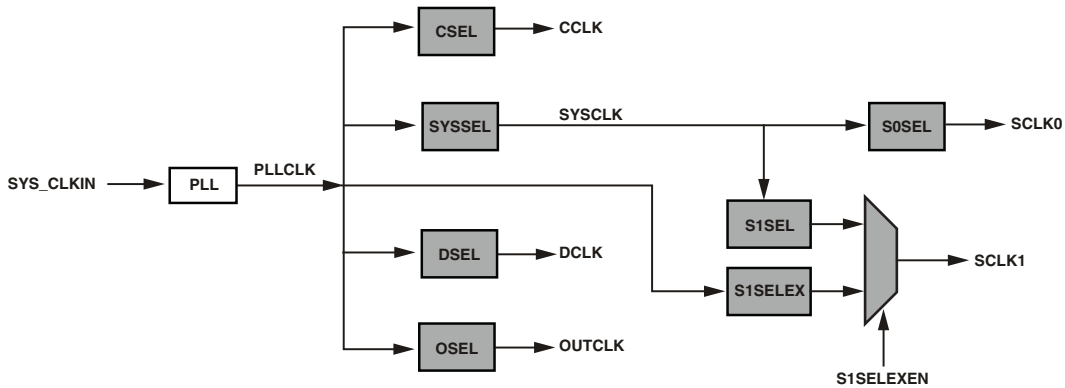 CSEL
CCLK
SYSSEL
SYSCLK
S0SEL
SCLK0
SYS_CLKIN
PLL
PLLCLK
S1SEL
DSEL
DCLK
SCLK1
S1SELEX
OSEL
OUTCLK
S1SELEXEN